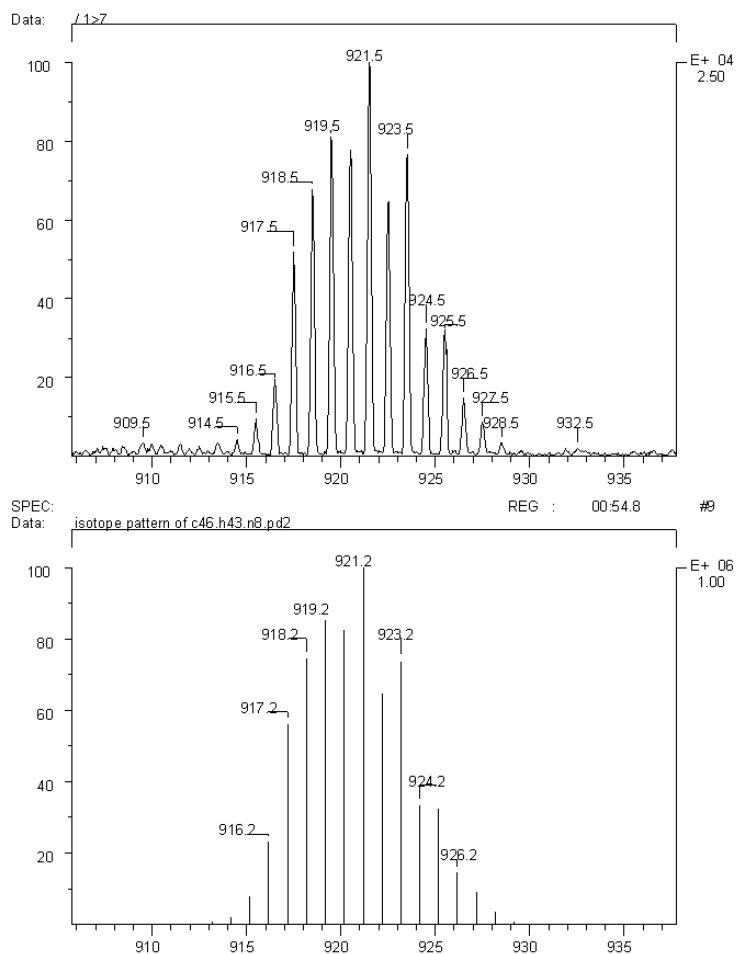 Data: / 1>7
100 921.5 E+ 04
2.50
919.5 923.5
80
918.5
60
917.5
40
924.5
925.5
20 916.5 926.5
915.5 927.5
909.5 914.5 928.5 932.5
910 915 920 925 930 935
SPEC: REG : 00:54.8 #9
Data: isotope pattern of c46.h43.n8.pd2
100 921.2 E+ 06
1.00
919.2
80 918.2 923.2
60 917.2
40
924.2
916.2
20 926.2
910 915 920 925 930 935